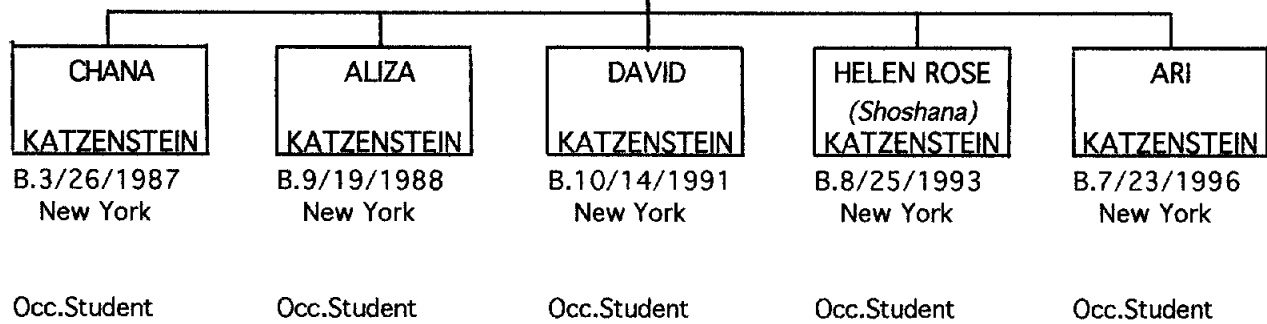 CHANA
KATZENSTEIN
B.3/26/1987
New York
Occ.Student
ALIZA
KATZENSTEIN
B.9/19/1988
New York
Occ.Student
DAVID
KATZENSTEIN
B.10/14/1991
New York
Occ.Student
HELEN ROSE
(Shoshana)
KATZENSTEIN
B.8/25/1993
New York
Occ.Student
ARI
KATZENSTEIN
B.7/23/1996
New York
Occ.Student